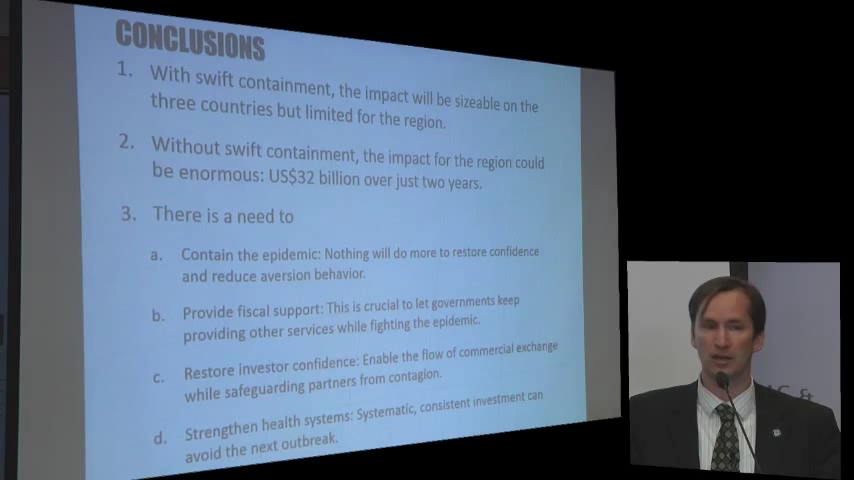 CONCLUSIONS
1. With swift containment, the impact will be sizeable on the
three countries but limited for the region.
2. Without swift containment, the impact for the region could
be enormous: US$32 billion over just two years.
3. There is a need to
a. Contain the epidemic: Nothing will do more to restore confidence
and reduce aversion behavior.
b. Provide fiscal support: This is crucial to let governments keep
providing other services while fighting the epidemic.
c. Restore investor confidence: Enable the flow of commercial exchange
while safeguarding partners from contagion.
d. Strengthen health systems: Systematic, consistent investment can
avoid the next outbreak.